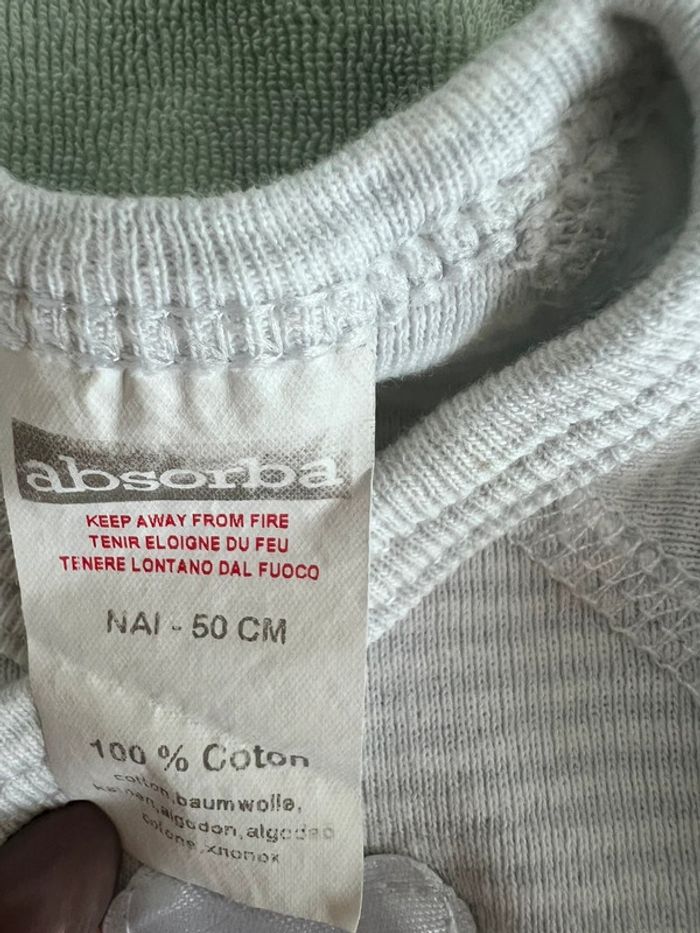 absorba
KEEP AWAY FROM FIRE
TENIR ELOIGNE DU FEU
TENERE LONTANO DAL FUOCO
NAI - 50 CM
100 % Coton
cotton,baumwolle,
katoen,algodon,algodao
cotone,хлопок